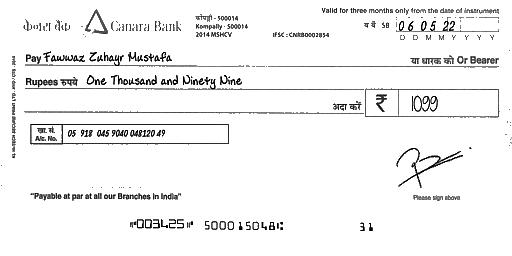 Valid for three months only from the date of instrument
केनरा बैंक Canara Bank
कोंपल्ली - 500014
Kompally - 500014
2014 MSHCV
IFSC : CNRB0002854
SB 06 05 22
D D M M Y Y Y Y
Pay Fawwaz Zuhayr Mustafa या धारक को Or Bearer
Rupees रुपये One Thousand and Ninety Nine
अदा करें ₹ 1099
खा. सं.
A/c. No. 05 918 045 9040 048120 49
"Payable at par at all our Branches in India"
Please sign above
⑈003425⑈ 500015048⑆ 31